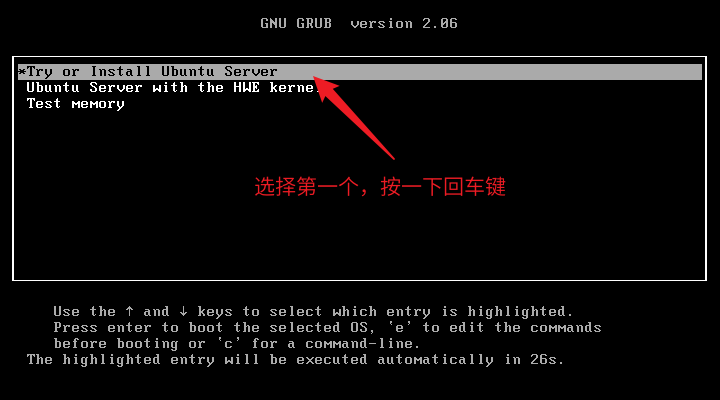 GNU GRUB  version 2.06
*Try or Install Ubuntu Server
Ubuntu Server with the HWE kernel
Test memory
选择第一个，按一下回车键
Use the ↑ and ↓ keys to select which entry is highlighted.
Press enter to boot the selected OS, `e' to edit the commands
before booting or `c' for a command-line.
The highlighted entry will be executed automatically in 26s.